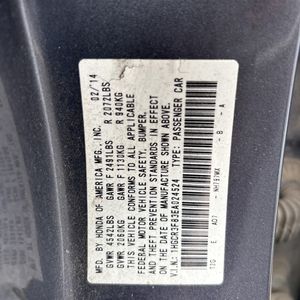 MFD. BY HONDA OF AMERICA MFG., INC. 02/14
GVWR 4542LBS GAWR F 2491LBS R 2072LBS
GVWR 2060KG GAWR F 1130KG R 940KG
THIS VEHICLE CONFORMS TO ALL APPLICABLE
FEDERAL MOTOR VEHICLE SAFETY, BUMPER,
AND THEFT PREVENTION STANDARDS IN EFFECT
ON THE DATE OF MANUFACTURE SHOWN ABOVE.
V.I.N.: 1HGCR3F83EA024524 TYPE: PASSENGER CAR
E AD7 - NH737MX - B - A